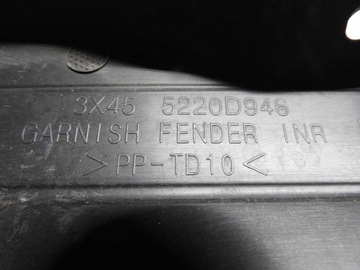 3X45 5220D946
GARNISH FENDER INR
>PP-TD10<